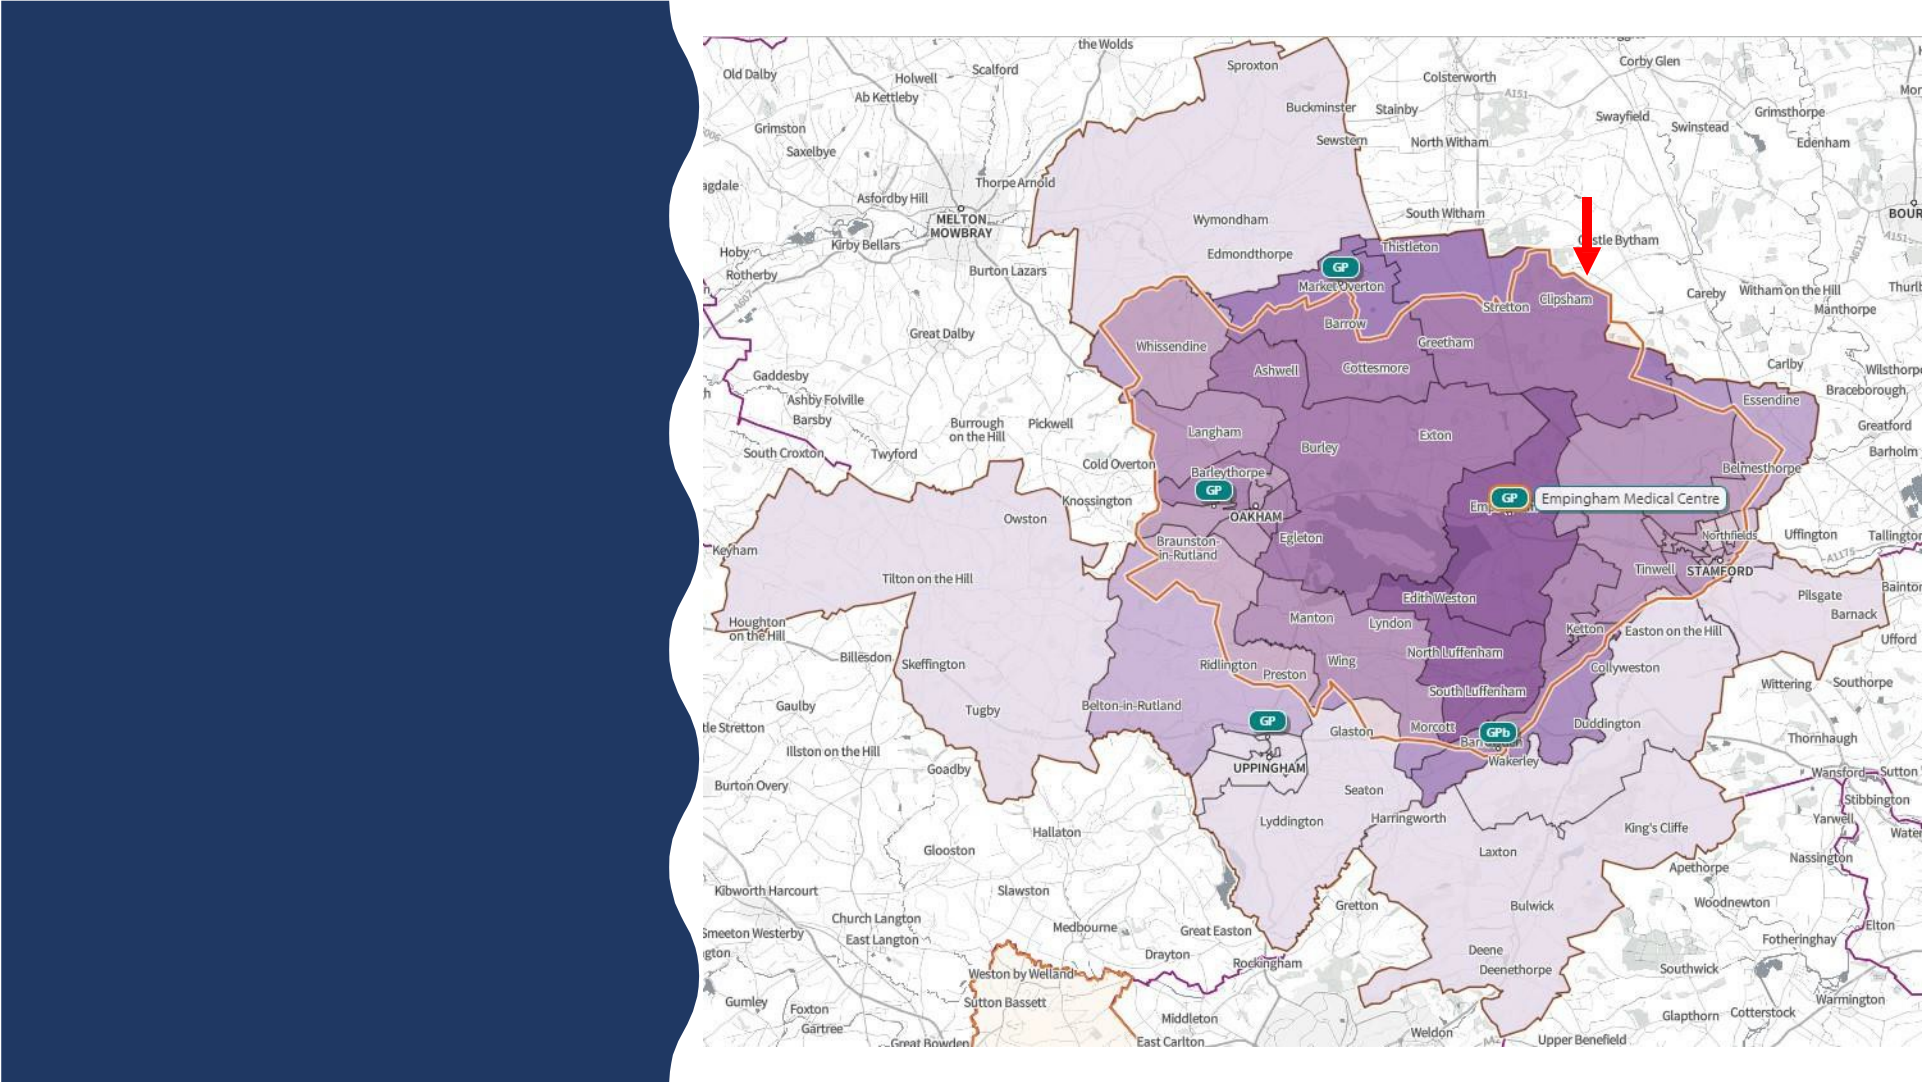 the Wolds
Corby Glen
Sproxton
Scalford
Old Dalby
Holwell
Colsterworth
Ab Kettleby
A151
Buckminster
Stainby
Grimsthorpe
Swayfield
Grimston
Swinstead
Sewstern
North Witham
Edenham
Saxelbye
Thorpe Arnold
Asfordby Hill
South Witham
MELTON
MOWBRAY
Wymondham
A151
A6121
Kirby Bellars
Thistleton
Hoby
Edmondthorpe
Burton Lazars
GP
Rotherby
Market Overton
Careby
Witham on the Hill
A607
Stretton
Clipsham
Manthorpe
Barrow
Great Dalby
Greetham
Whissendine
Carlby
Ashwell
Cottesmore
Gaddesby
Braceborough
Ashby Folville
Essendine
Barsby
Burrough
on the Hill
Pickwell
Greatford
Langham
Exton
Burley
South Croxton
Twyford
Barholm
Cold Overton
Barleythorpe
Belmesthorpe
GP
GP
Empingham Medical Centre
Knossington
OAKHAM
Owston
Egleton
Northfields
Uffington
Braunston-
in-Rutland
Keyham
A1175
Tinwell
STAMFORD
Tilton on the Hill
Edith Weston
Pilsgate
Barnack
Manton
Lyndon
Houghton
on the Hill
Ketton
Easton on the Hill
Ufford
Billesdon
Skeffington
North Luffenham
Ridlington
Wing
Preston
Collyweston
Wittering
Southorpe
South Luffenham
Gaulby
Tugby
Belton-in-Rutland
GP
Glaston
Morcott
GPb
Duddington
Thornhaugh
Illston on the Hill
Goadby
UPPINGHAM
Wakerley
Wansford
Sutton
Burton Overy
Seaton
Stibbington
Lyddington
Harringworth
Yarwell
Hallaton
King's Cliffe
Glooston
Laxton
Nassington
Apethorpe
Kibworth Harcourt
Slawston
Gretton
Bulwick
Woodnewton
Church Langton
Medbourne
Great Easton
Elton
Smeeton Westerby
East Langton
Fotheringhay
Drayton
Rockingham
Deene
Deenethorpe
Southwick
Weston by Welland
Gumley
Foxton
Sutton Bassett
Warmington
Gartree
Middleton
Glapthorn
Cotterstock
Weldon
Great Bowden
East Carlton
Upper Benefield